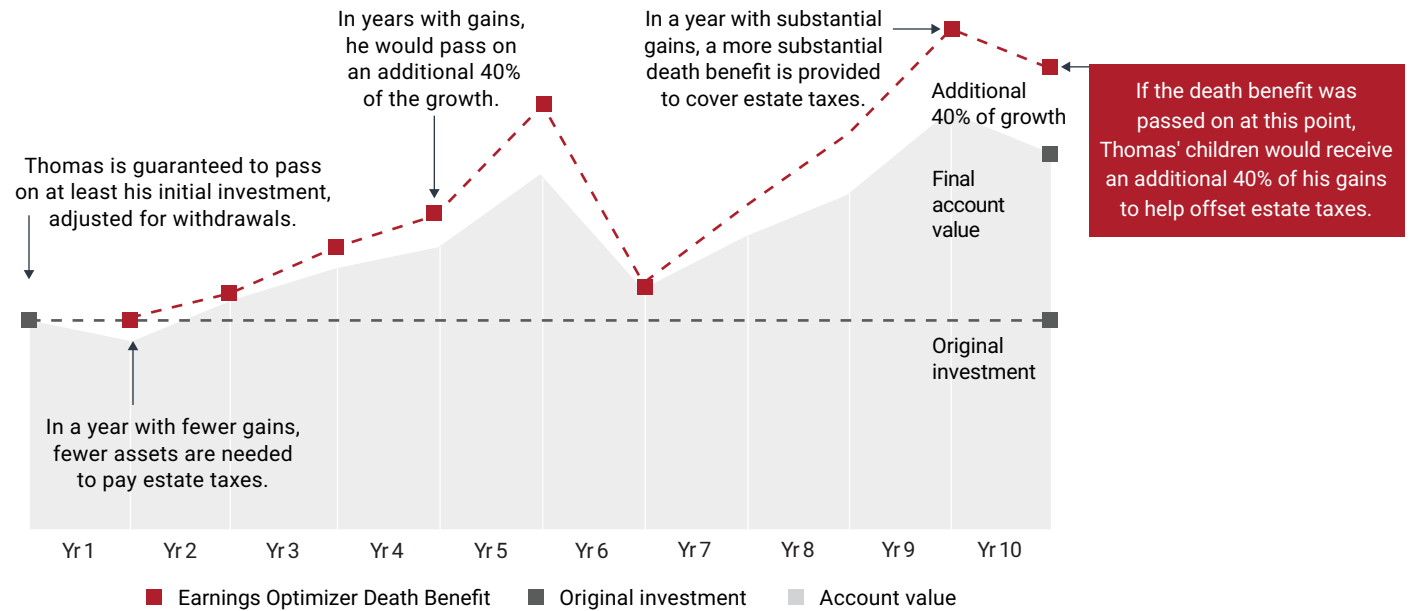 In years with gains,
he would pass on
an additional 40%
of the growth.
In a year with substantial
gains, a more substantial
death benefit is provided
to cover estate taxes.
Additional
40% of growth
If the death benefit was
passed on at this point,
Thomas' children would receive
an additional 40% of his gains
to help offset estate taxes.
Thomas is guaranteed to pass
on at least his initial investment,
adjusted for withdrawals.
Final
account
value
Original
investment
In a year with fewer gains,
fewer assets are needed
to pay estate taxes.
Yr 1 Yr 2 Yr 3 Yr 4 Yr 5 Yr 6 Yr 7 Yr 8 Yr 9 Yr 10
Earnings Optimizer Death Benefit Original investment Account value